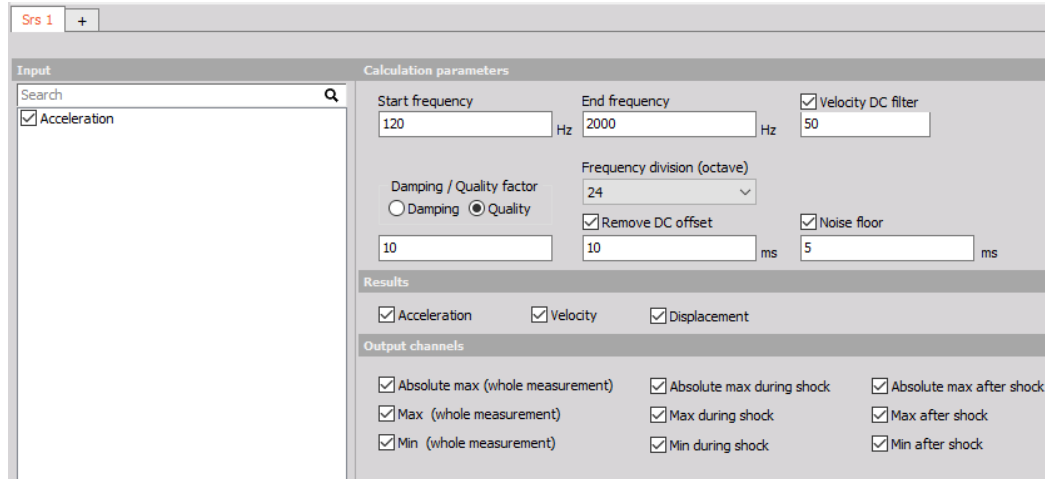 Srs 1 +
Input
Search
Acceleration
Calculation parameters
Start frequency End frequency Velocity DC filter
120 Hz 2000 Hz 50
Frequency division (octave)
Damping / Quality factor
24
Damping Quality
Remove DC offset Noise floor
10 10 ms 5 ms
Results
Acceleration Velocity Displacement
Output channels
Absolute max (whole measurement) Absolute max during shock Absolute max after shock
Max (whole measurement) Max during shock Max after shock
Min (whole measurement) Min during shock Min after shock